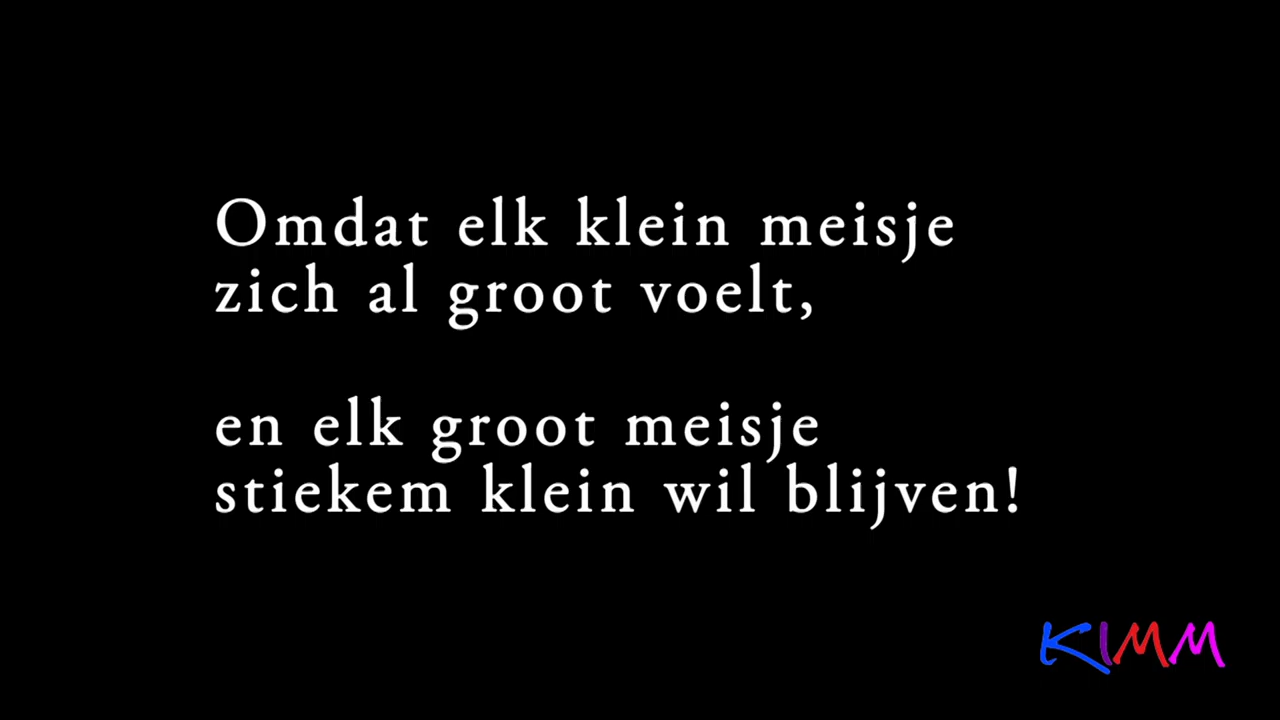 Omdat elk klein meisje
zich al groot voelt,
en elk groot meisje
stiekem klein wil blijven!
KIMM